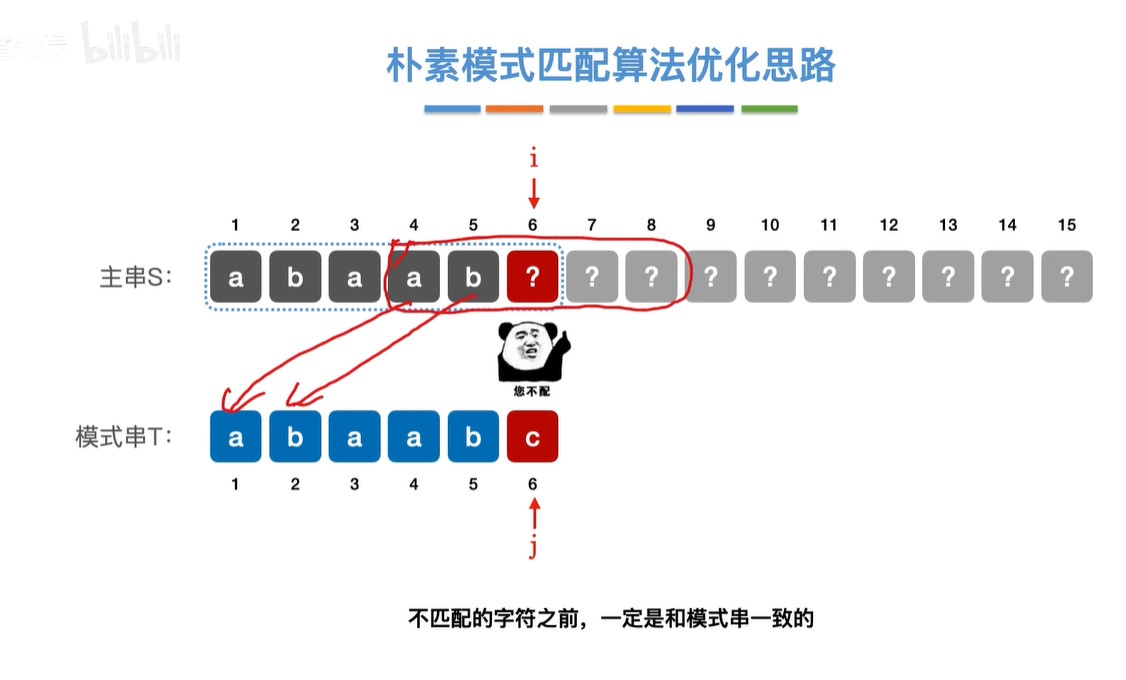 bilibili
朴素模式匹配算法优化思路
i
1 2 3 4 5 6 7 8 9 10 11 12 13 14 15
主串S: a b a a b ? ? ? ? ? ? ? ? ? ?
您不配
模式串T: a b a a b c
1 2 3 4 5 6
j
不匹配的字符之前，一定是和模式串一致的